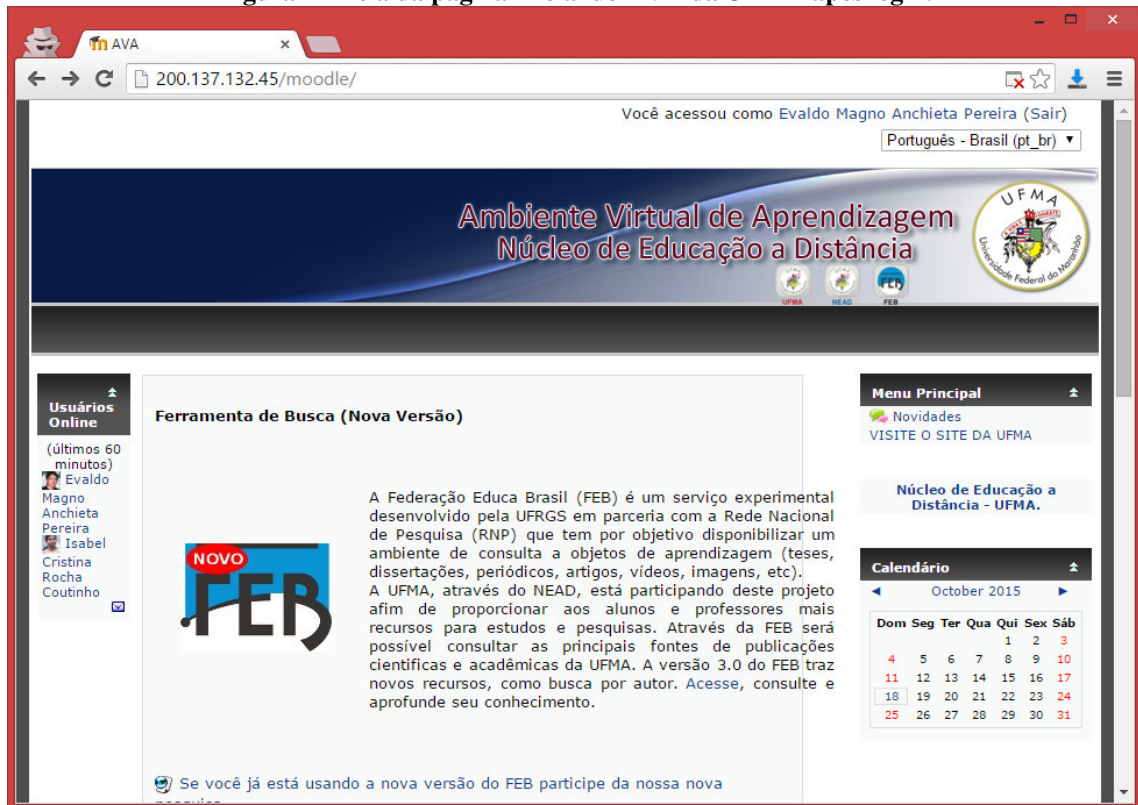 AVA
200.137.132.45/moodle/
Você acessou como Evaldo Magno Anchieta Pereira (Sair)
Português - Brasil (pt_br)
Ambiente Virtual de Aprendizagem
Núcleo de Educação a Distância
UFMA NEAD FEB
UFMA
Universidade Federal do Maranhão
Usuários
Online
(últimos 60
minutos)
Evaldo
Magno
Anchieta
Pereira
Isabel
Cristina
Rocha
Coutinho
Ferramenta de Busca (Nova Versão)
NOVO
FEB
A Federação Educa Brasil (FEB) é um serviço experimental
desenvolvido pela UFRGS em parceria com a Rede Nacional
de Pesquisa (RNP) que tem por objetivo disponibilizar um
ambiente de consulta a objetos de aprendizagem (teses,
dissertações, periódicos, artigos, vídeos, imagens, etc).
A UFMA, através do NEAD, está participando deste projeto
afim de proporcionar aos alunos e professores mais
recursos para estudos e pesquisas. Através da FEB será
possível consultar as principais fontes de publicações
cientificas e acadêmicas da UFMA. A versão 3.0 do FEB traz
novos recursos, como busca por autor. Acesse, consulte e
aprofunde seu conhecimento.
Se você já está usando a nova versão do FEB participe da nossa nova
Menu Principal
Novidades
VISITE O SITE DA UFMA
Núcleo de Educação a
Distância - UFMA.
Calendário
October 2015
Dom Seg Ter Qua Qui Sex Sáb
1 2 3
4 5 6 7 8 9 10
11 12 13 14 15 16 17
18 19 20 21 22 23 24
25 26 27 28 29 30 31